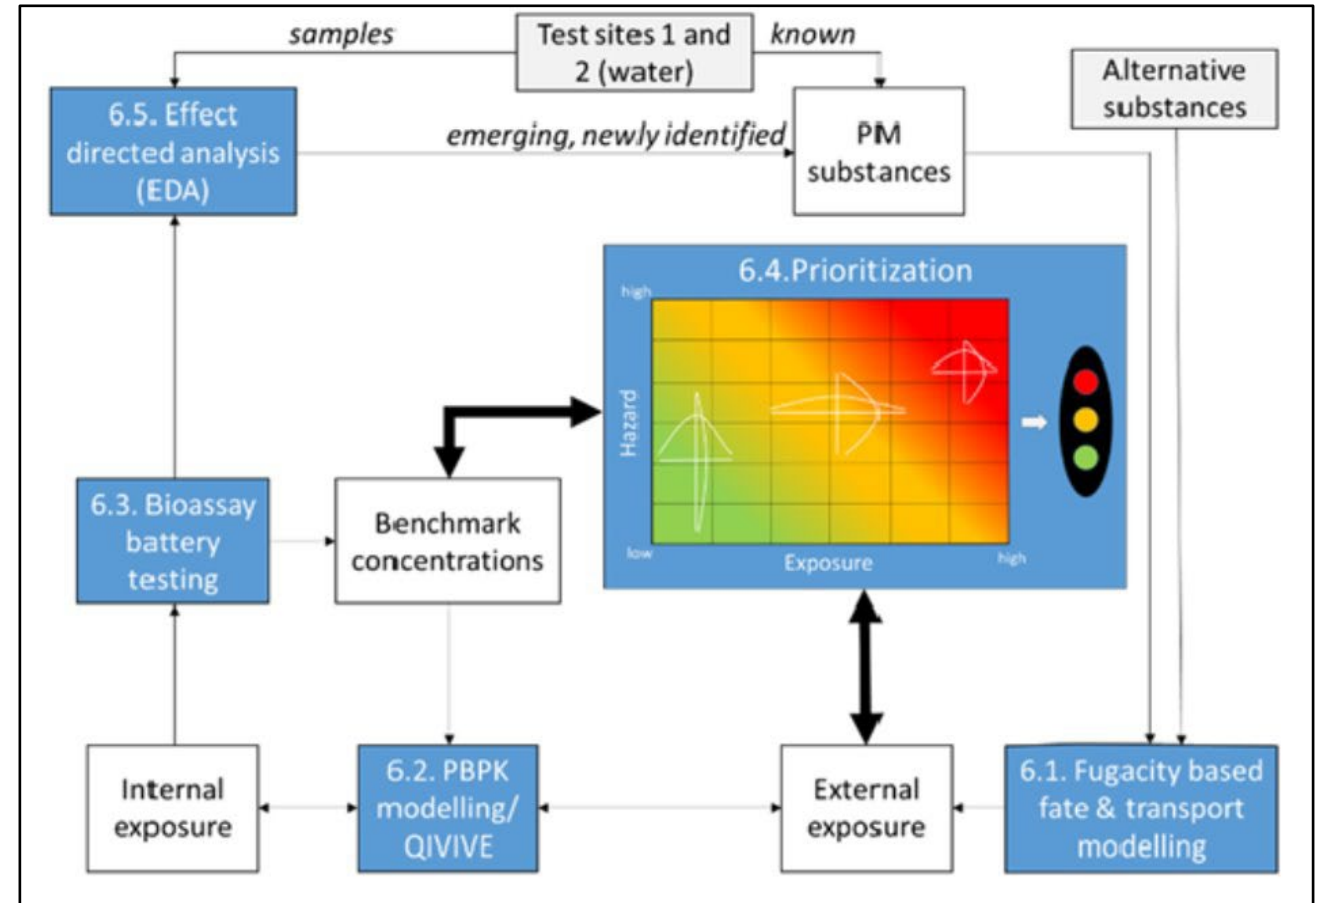 samples
Test sites 1 and
2 (water)
known
Alternative
substances
6.5. Effect
directed analysis
(EDA)
emerging, newly identified
PM
substances
6.4.Prioritization
high
Hazard
low
Exposure
high
6.3. Bioassay
battery
testing
Benchmark
concentrations
Internal
exposure
6.2. PBPK
modelling/
QIVIVE
External
exposure
6.1. Fugacity based
fate & transport
modelling